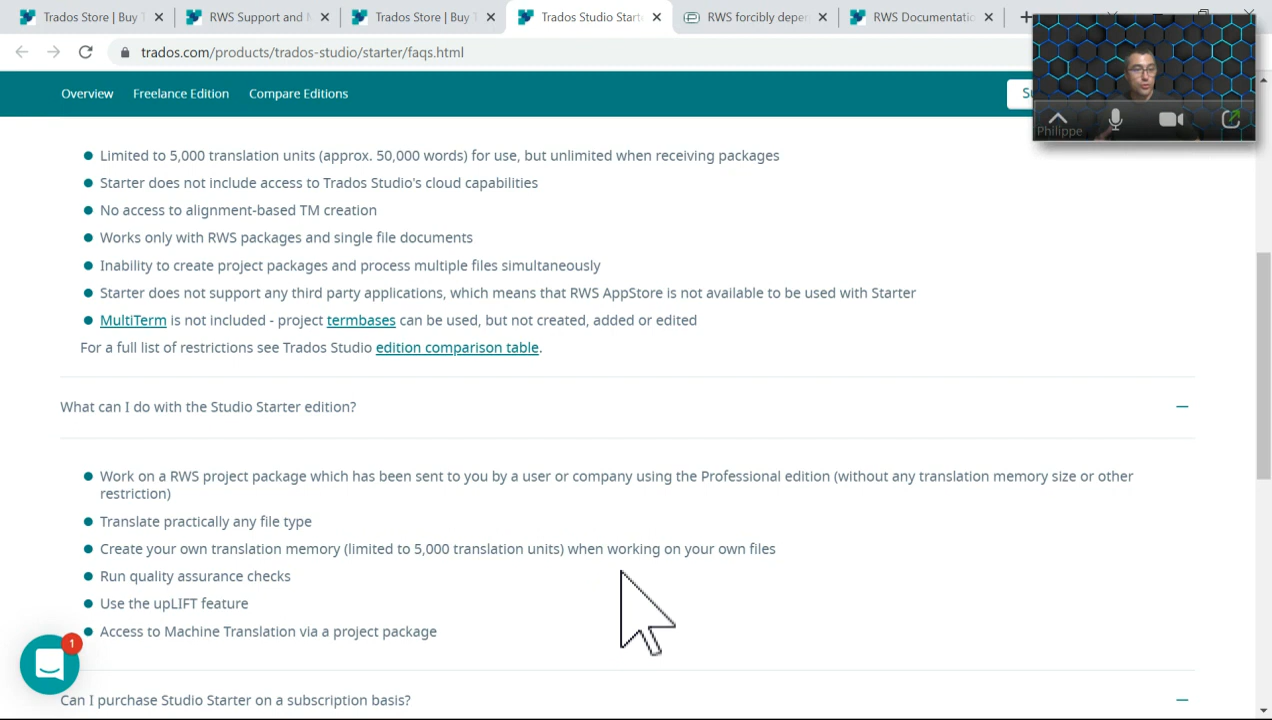 Trados Store | Buy T
RWS Support and M
Trados Store | Buy T
Trados Studio Start
RWS forcibly depe
RWS Documentatio
trados.com/products/trados-studio/starter/faqs.html
Overview
Freelance Edition
Compare Editions
Philippe
Limited to 5,000 translation units (approx. 50,000 words) for use, but unlimited when receiving packages
Starter does not include access to Trados Studio's cloud capabilities
No access to alignment-based TM creation
Works only with RWS packages and single file documents
Inability to create project packages and process multiple files simultaneously
Starter does not support any third party applications, which means that RWS AppStore is not available to be used with Starter
MultiTerm is not included - project termbases can be used, but not created, added or edited
For a full list of restrictions see Trados Studio edition comparison table.
What can I do with the Studio Starter edition?
Work on a RWS project package which has been sent to you by a user or company using the Professional edition (without any translation memory size or other
restriction)
Translate practically any file type
Create your own translation memory (limited to 5,000 translation units) when working on your own files
Run quality assurance checks
Use the upLIFT feature
Access to Machine Translation via a project package
1
Can I purchase Studio Starter on a subscription basis?